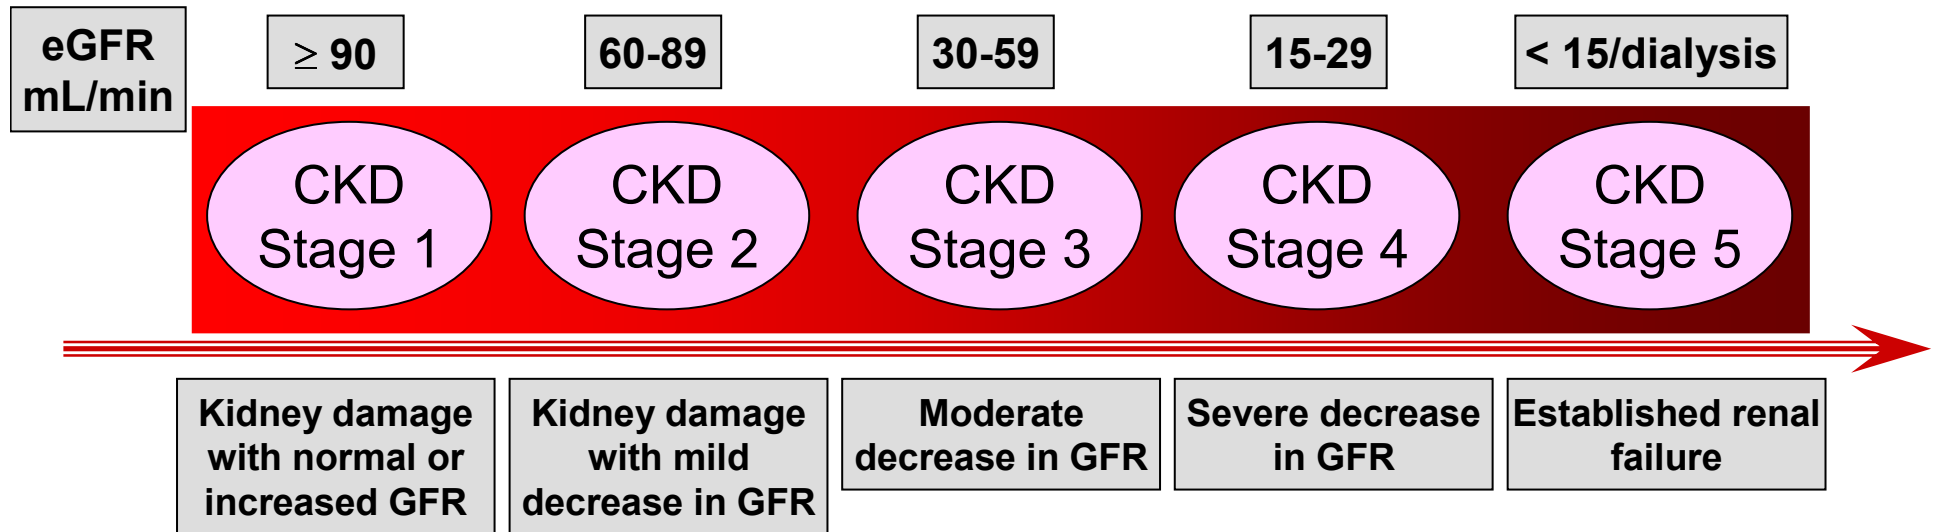 eGFR
mL/min
≥ 90
60-89
30-59
15-29
< 15/dialysis
CKD
Stage 1
CKD
Stage 2
CKD
Stage 3
CKD
Stage 4
CKD
Stage 5
Kidney damage
with normal or
increased GFR
Kidney damage
with mild
decrease in GFR
Moderate
decrease in GFR
Severe decrease
in GFR
Established renal
failure